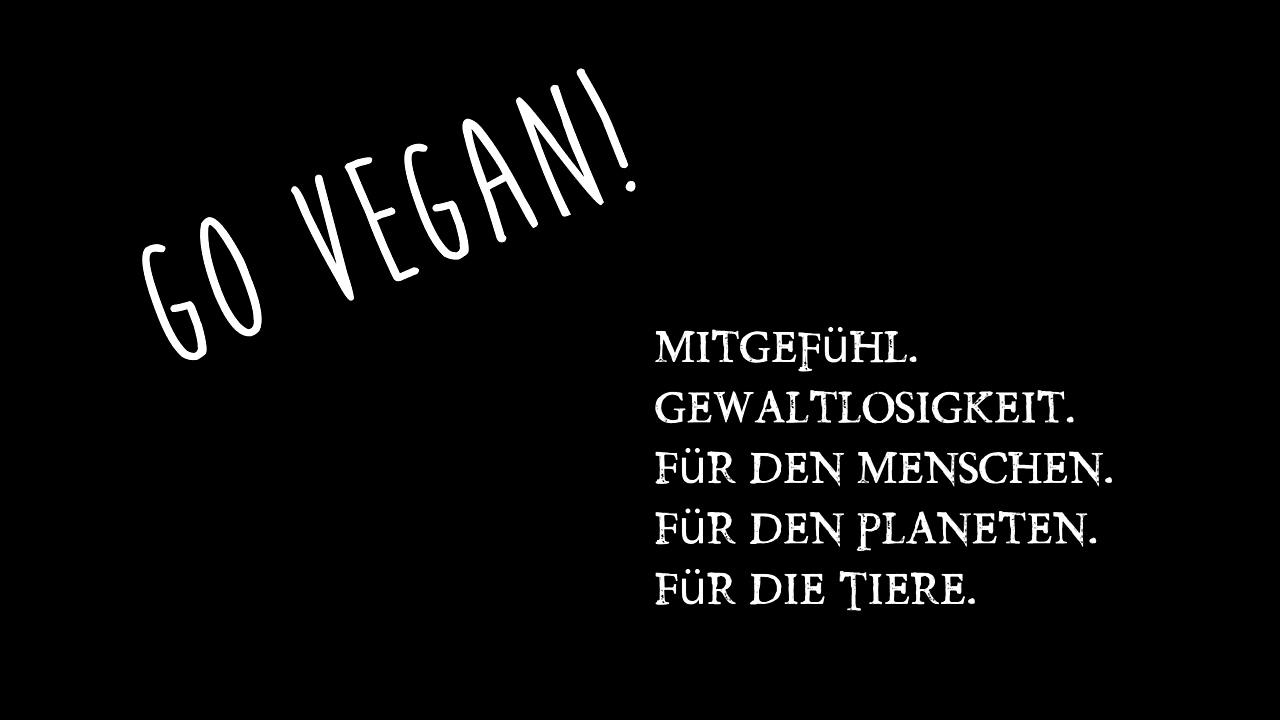 GO VEGAN!
MITGEFÜHL.
GEWALTLOSIGKEIT.
FÜR DEN MENSCHEN.
FÜR DEN PLANETEN.
FÜR DIE TIERE.